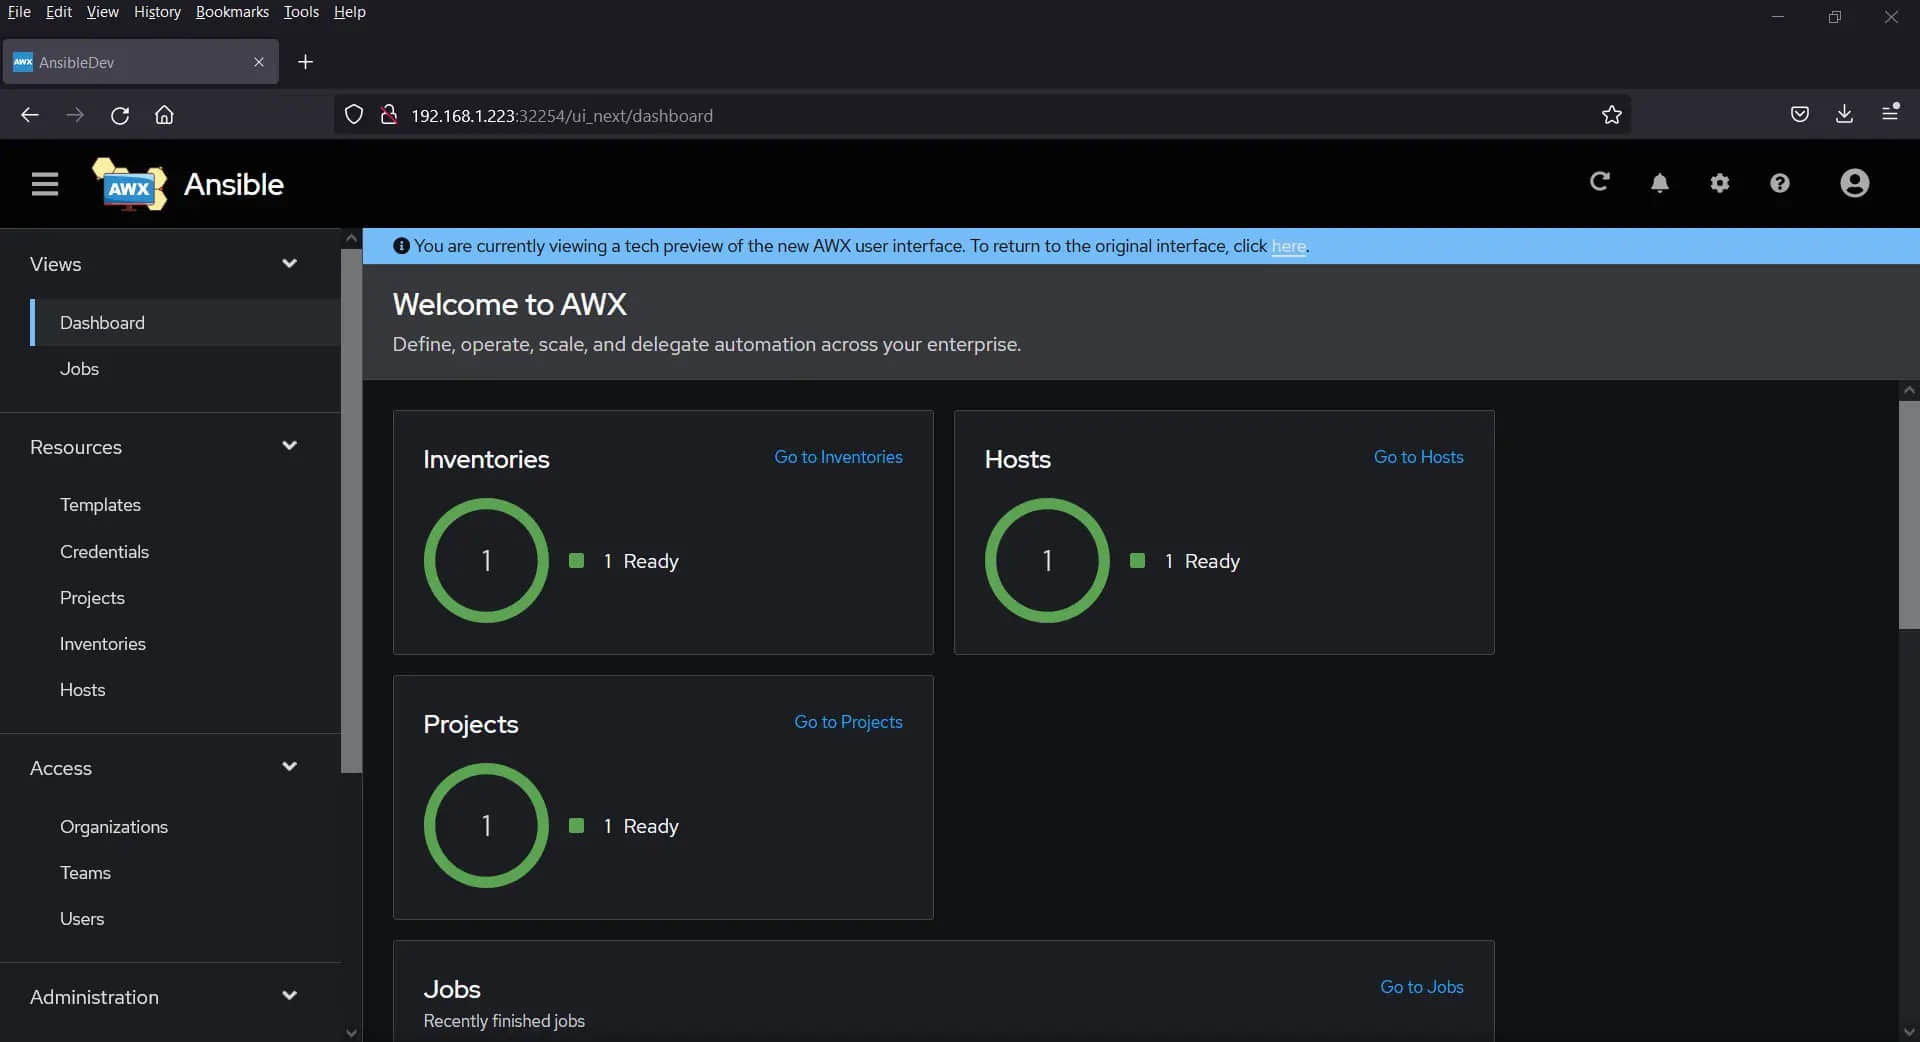 File Edit View History Bookmarks Tools Help
AWX AnsibleDev
192.168.1.223:32254/ui_next/dashboard
AWX Ansible
You are currently viewing a tech preview of the new AWX user interface. To return to the original interface, click here.
Views
Dashboard
Jobs
Resources
Templates
Credentials
Projects
Inventories
Hosts
Access
Organizations
Teams
Users
Administration
Welcome to AWX
Define, operate, scale, and delegate automation across your enterprise.
Inventories Go to Inventories
1 1 Ready
Hosts Go to Hosts
1 1 Ready
Projects Go to Projects
1 1 Ready
Jobs Go to Jobs
Recently finished jobs